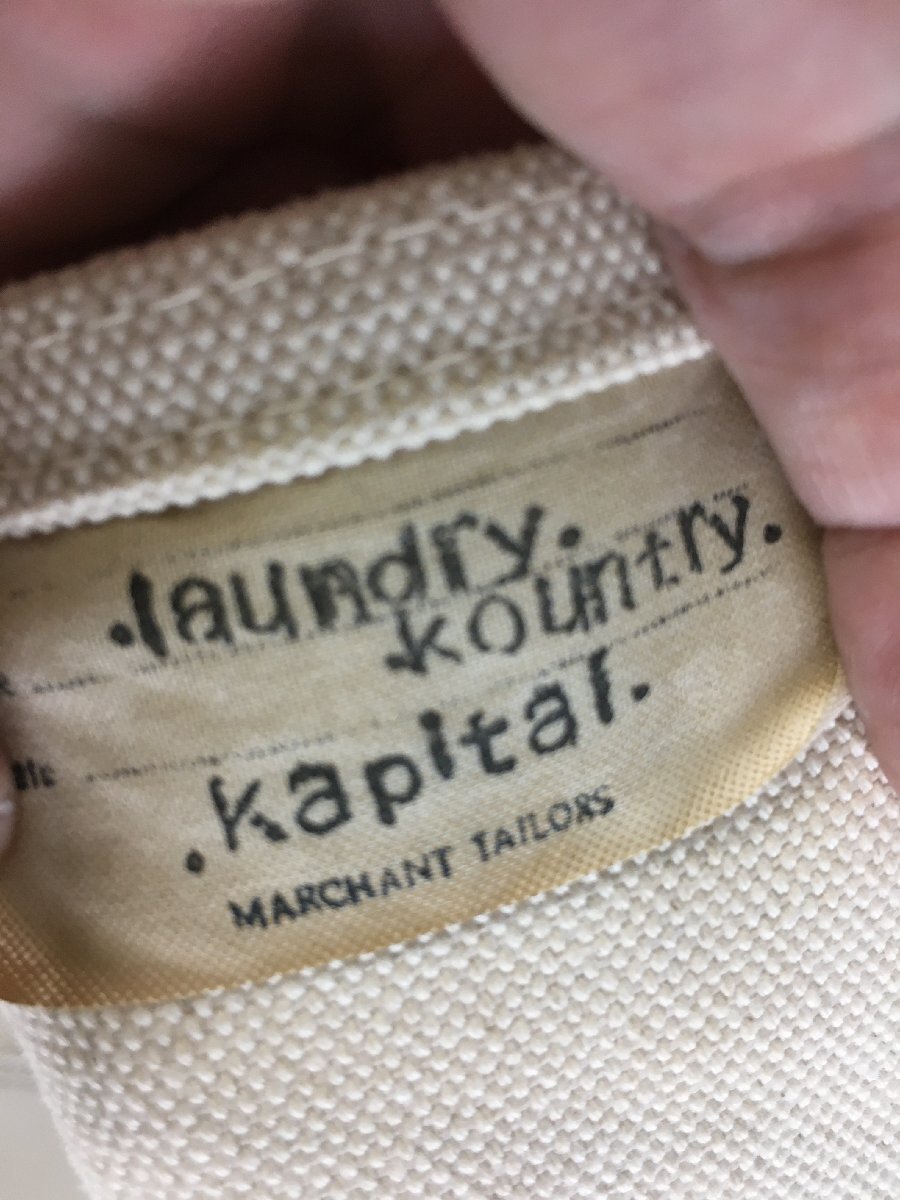 .laundry.
kountry.
.kapital.
MARCHANT TAILORS